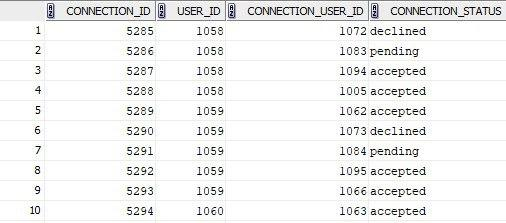 CONNECTION_ID USER_ID CONNECTION_USER_ID CONNECTION_STATUS
1 5285 1058 1072 declined
2 5286 1058 1083 pending
3 5287 1058 1094 accepted
4 5288 1058 1005 accepted
5 5289 1059 1062 accepted
6 5290 1059 1073 declined
7 5291 1059 1084 pending
8 5292 1059 1095 accepted
9 5293 1059 1066 accepted
10 5294 1060 1063 accepted